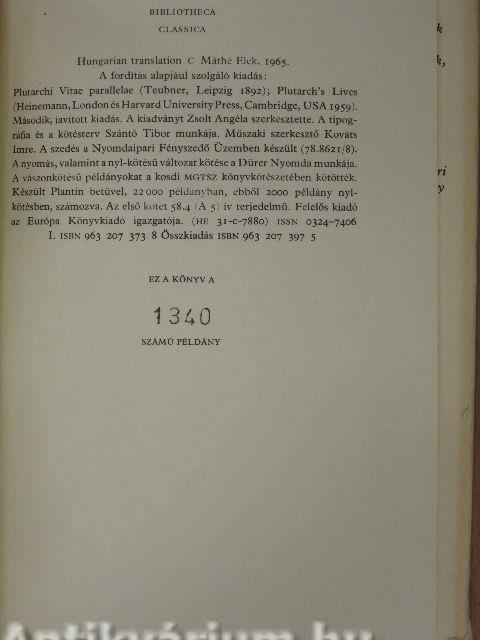 BIBLIOTHECA
CLASSICA
Hungarian translation C Máthé Elek, 1965.
A fordítás alapjául szolgáló kiadás:
Plutarchi Vitae parallelae (Teubner, Leipzig 1892); Plutarch's Lives
(Heinemann, London és Harvard University Press, Cambridge, USA 1959).
Második, javított kiadás. A kiadványt Zsolt Angéla szerkesztette. A tipog-
ráfia és a kötésterv Szántó Tibor munkája. Műszaki szerkesztő Kováts
Imre. A szedés a Nyomdaipari Fényszedő Üzemben készült (78.8621/8).
A nyomás, valamint a nyl-kötésű változat kötése a Dürer Nyomda munkája.
A vászonkötésű példányokat a kosdi MGTSZ könyvkötészetében kötötték.
Készült Plantin betűvel, 22 000 példányban, ebből 2000 példány nyl-
kötésben, számozva. Az első kötet 58,4 (A 5) ív terjedelmű. Felelős kiadó
az Európa Könyvkiadó igazgatója. (HE 31-C-7880) ISSN 0324-7406
I. ISBN 963 207 373 8 Összkiadás ISBN 963 207 397 5
EZ A KÖNYV A
1340
SZÁMÚ PÉLDÁNY
k
k,
ri
y
Antikvárium.hu